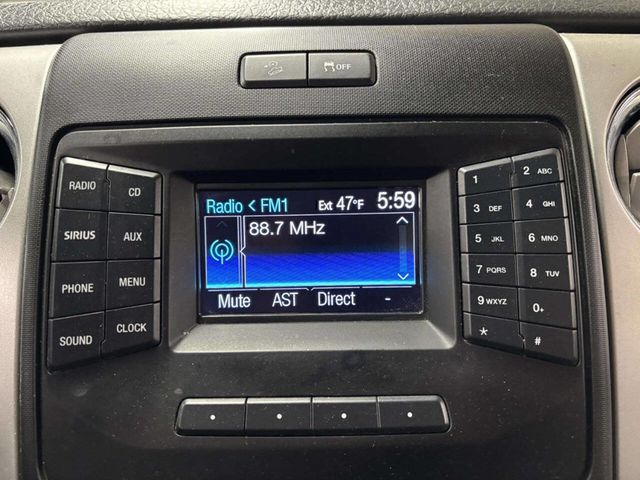 OFF
Radio < FM1 Ext 47°F 5:59
88.7 MHz
Mute AST Direct -
RADIO CD
SIRIUS AUX
PHONE MENU
SOUND CLOCK
1 2 ABC
3 DEF 4 GHI
5 JKL 6 MNO
7 PQRS 8 TUV
9 WXYZ 0+
* #